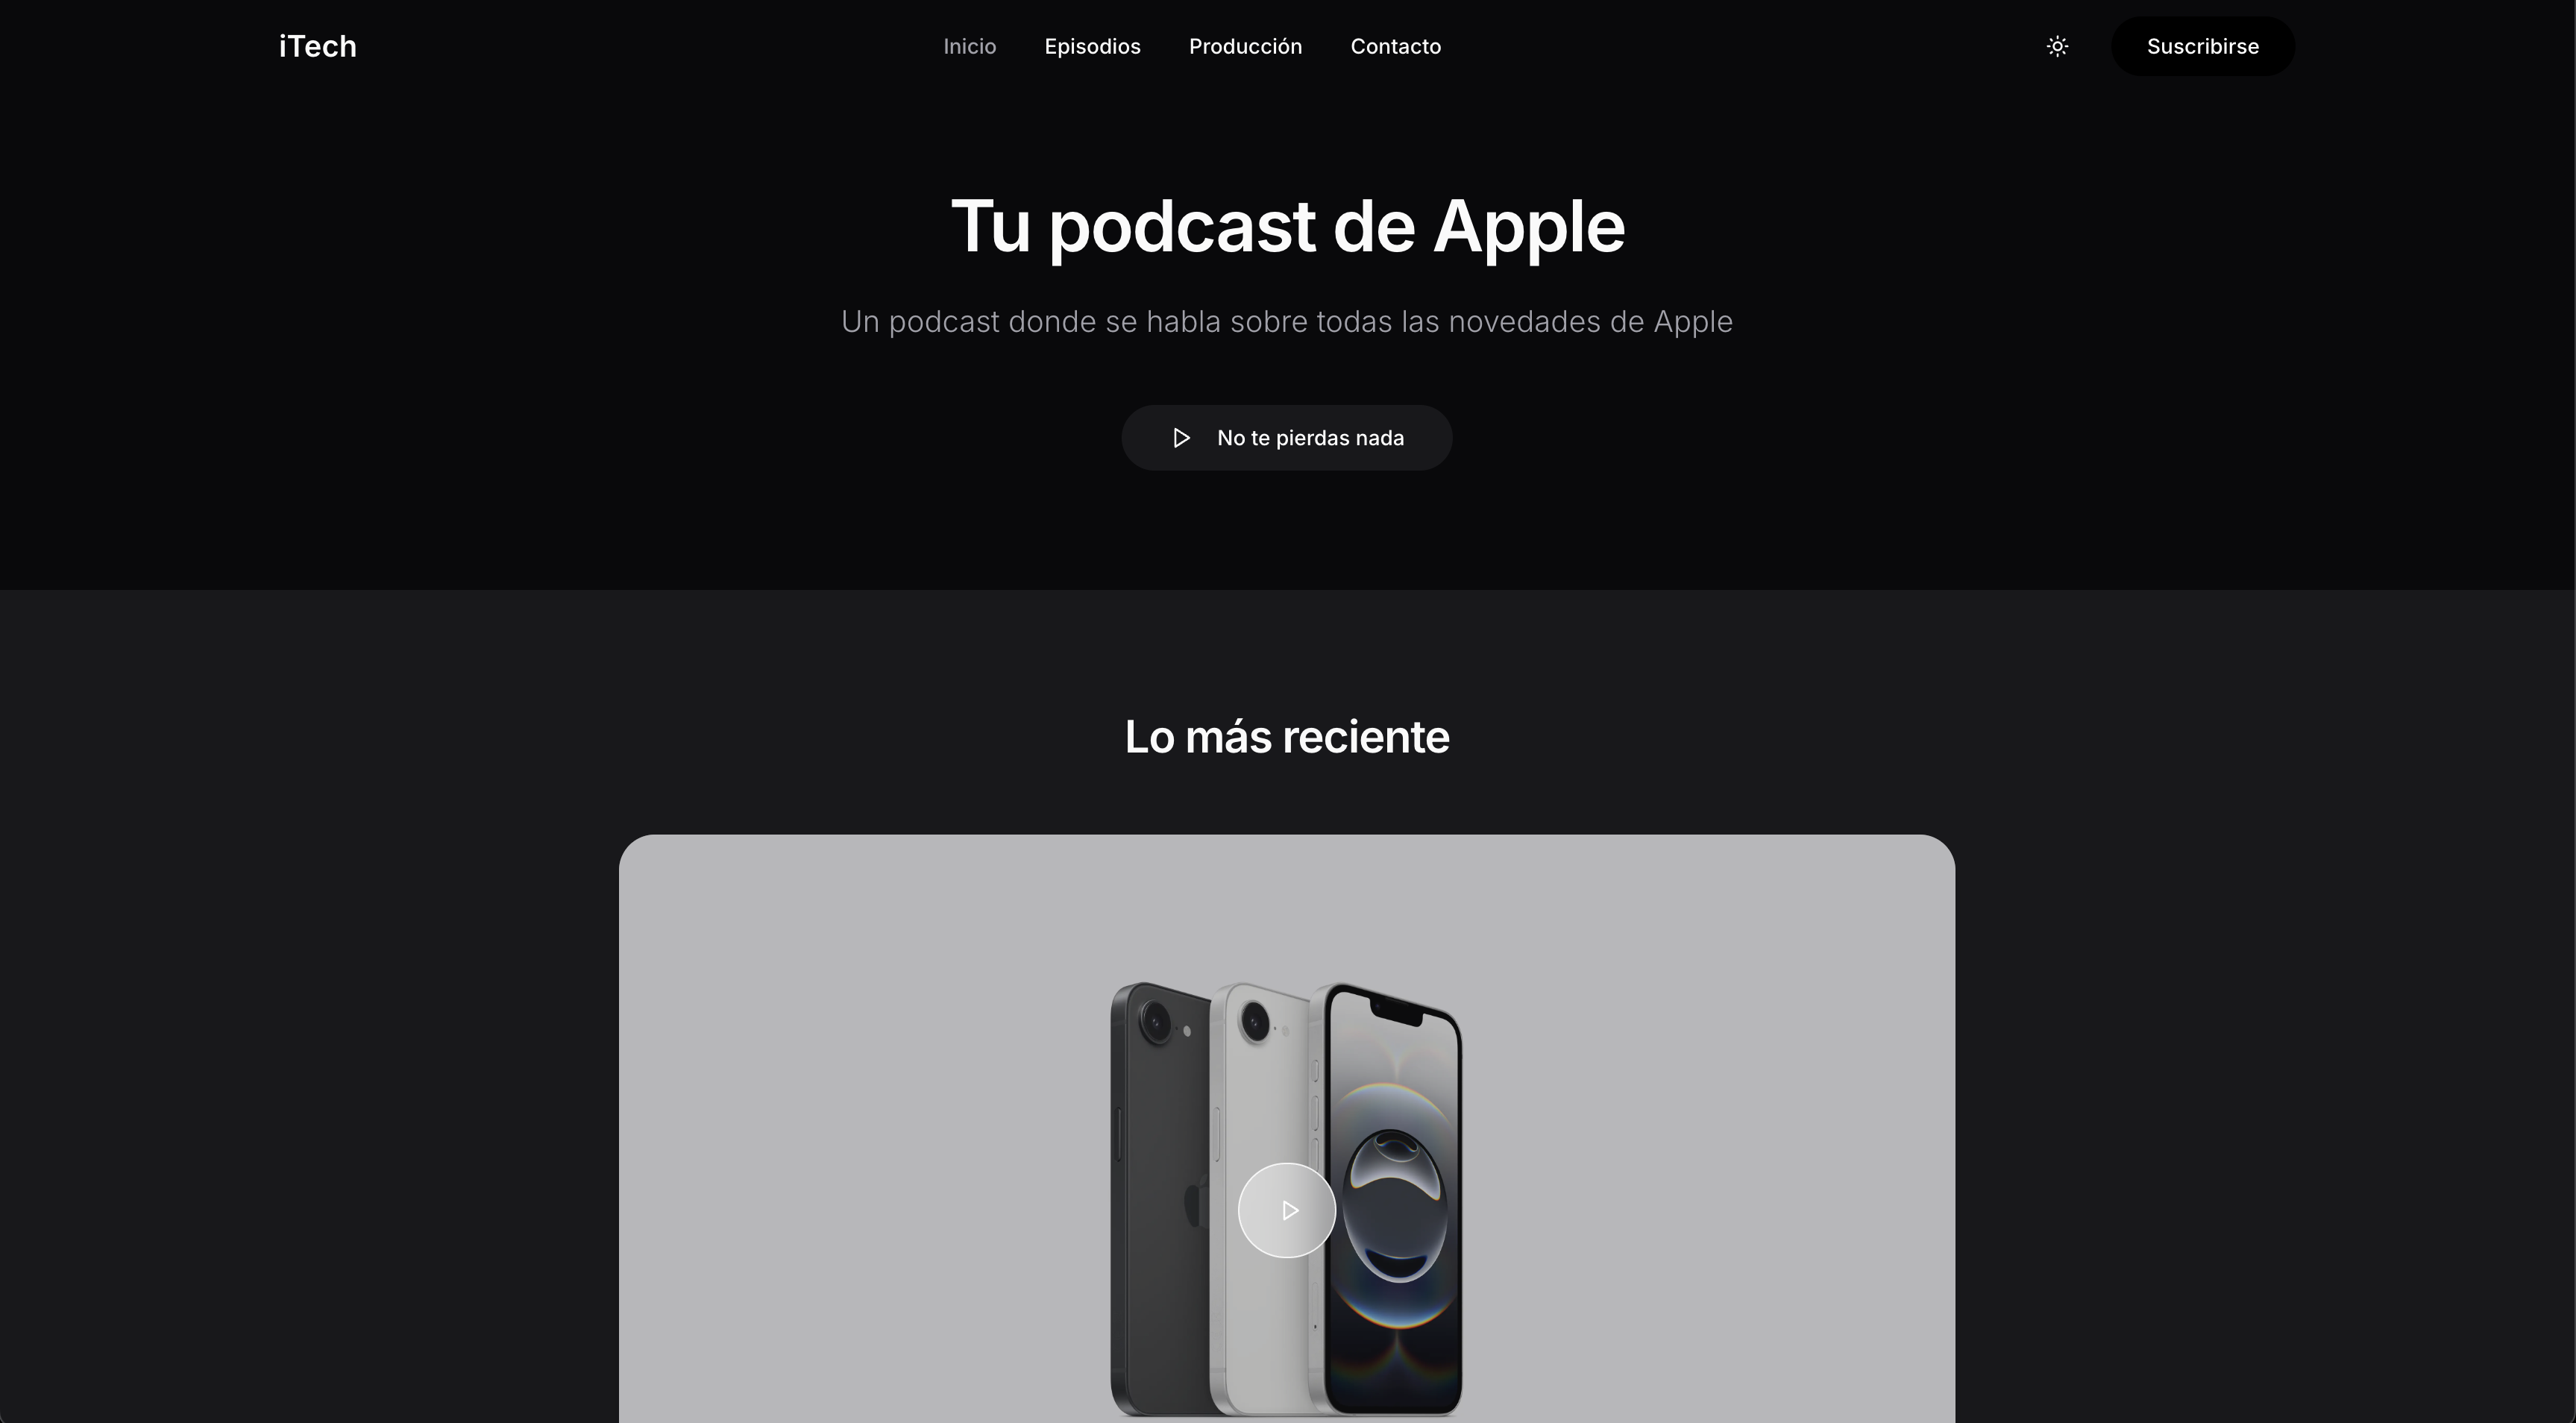 iTech
Inicio
Episodios
Producción
Contacto
Suscribirse
Tu podcast de Apple
Un podcast donde se habla sobre todas las novedades de Apple
No te pierdas nada
Lo más reciente